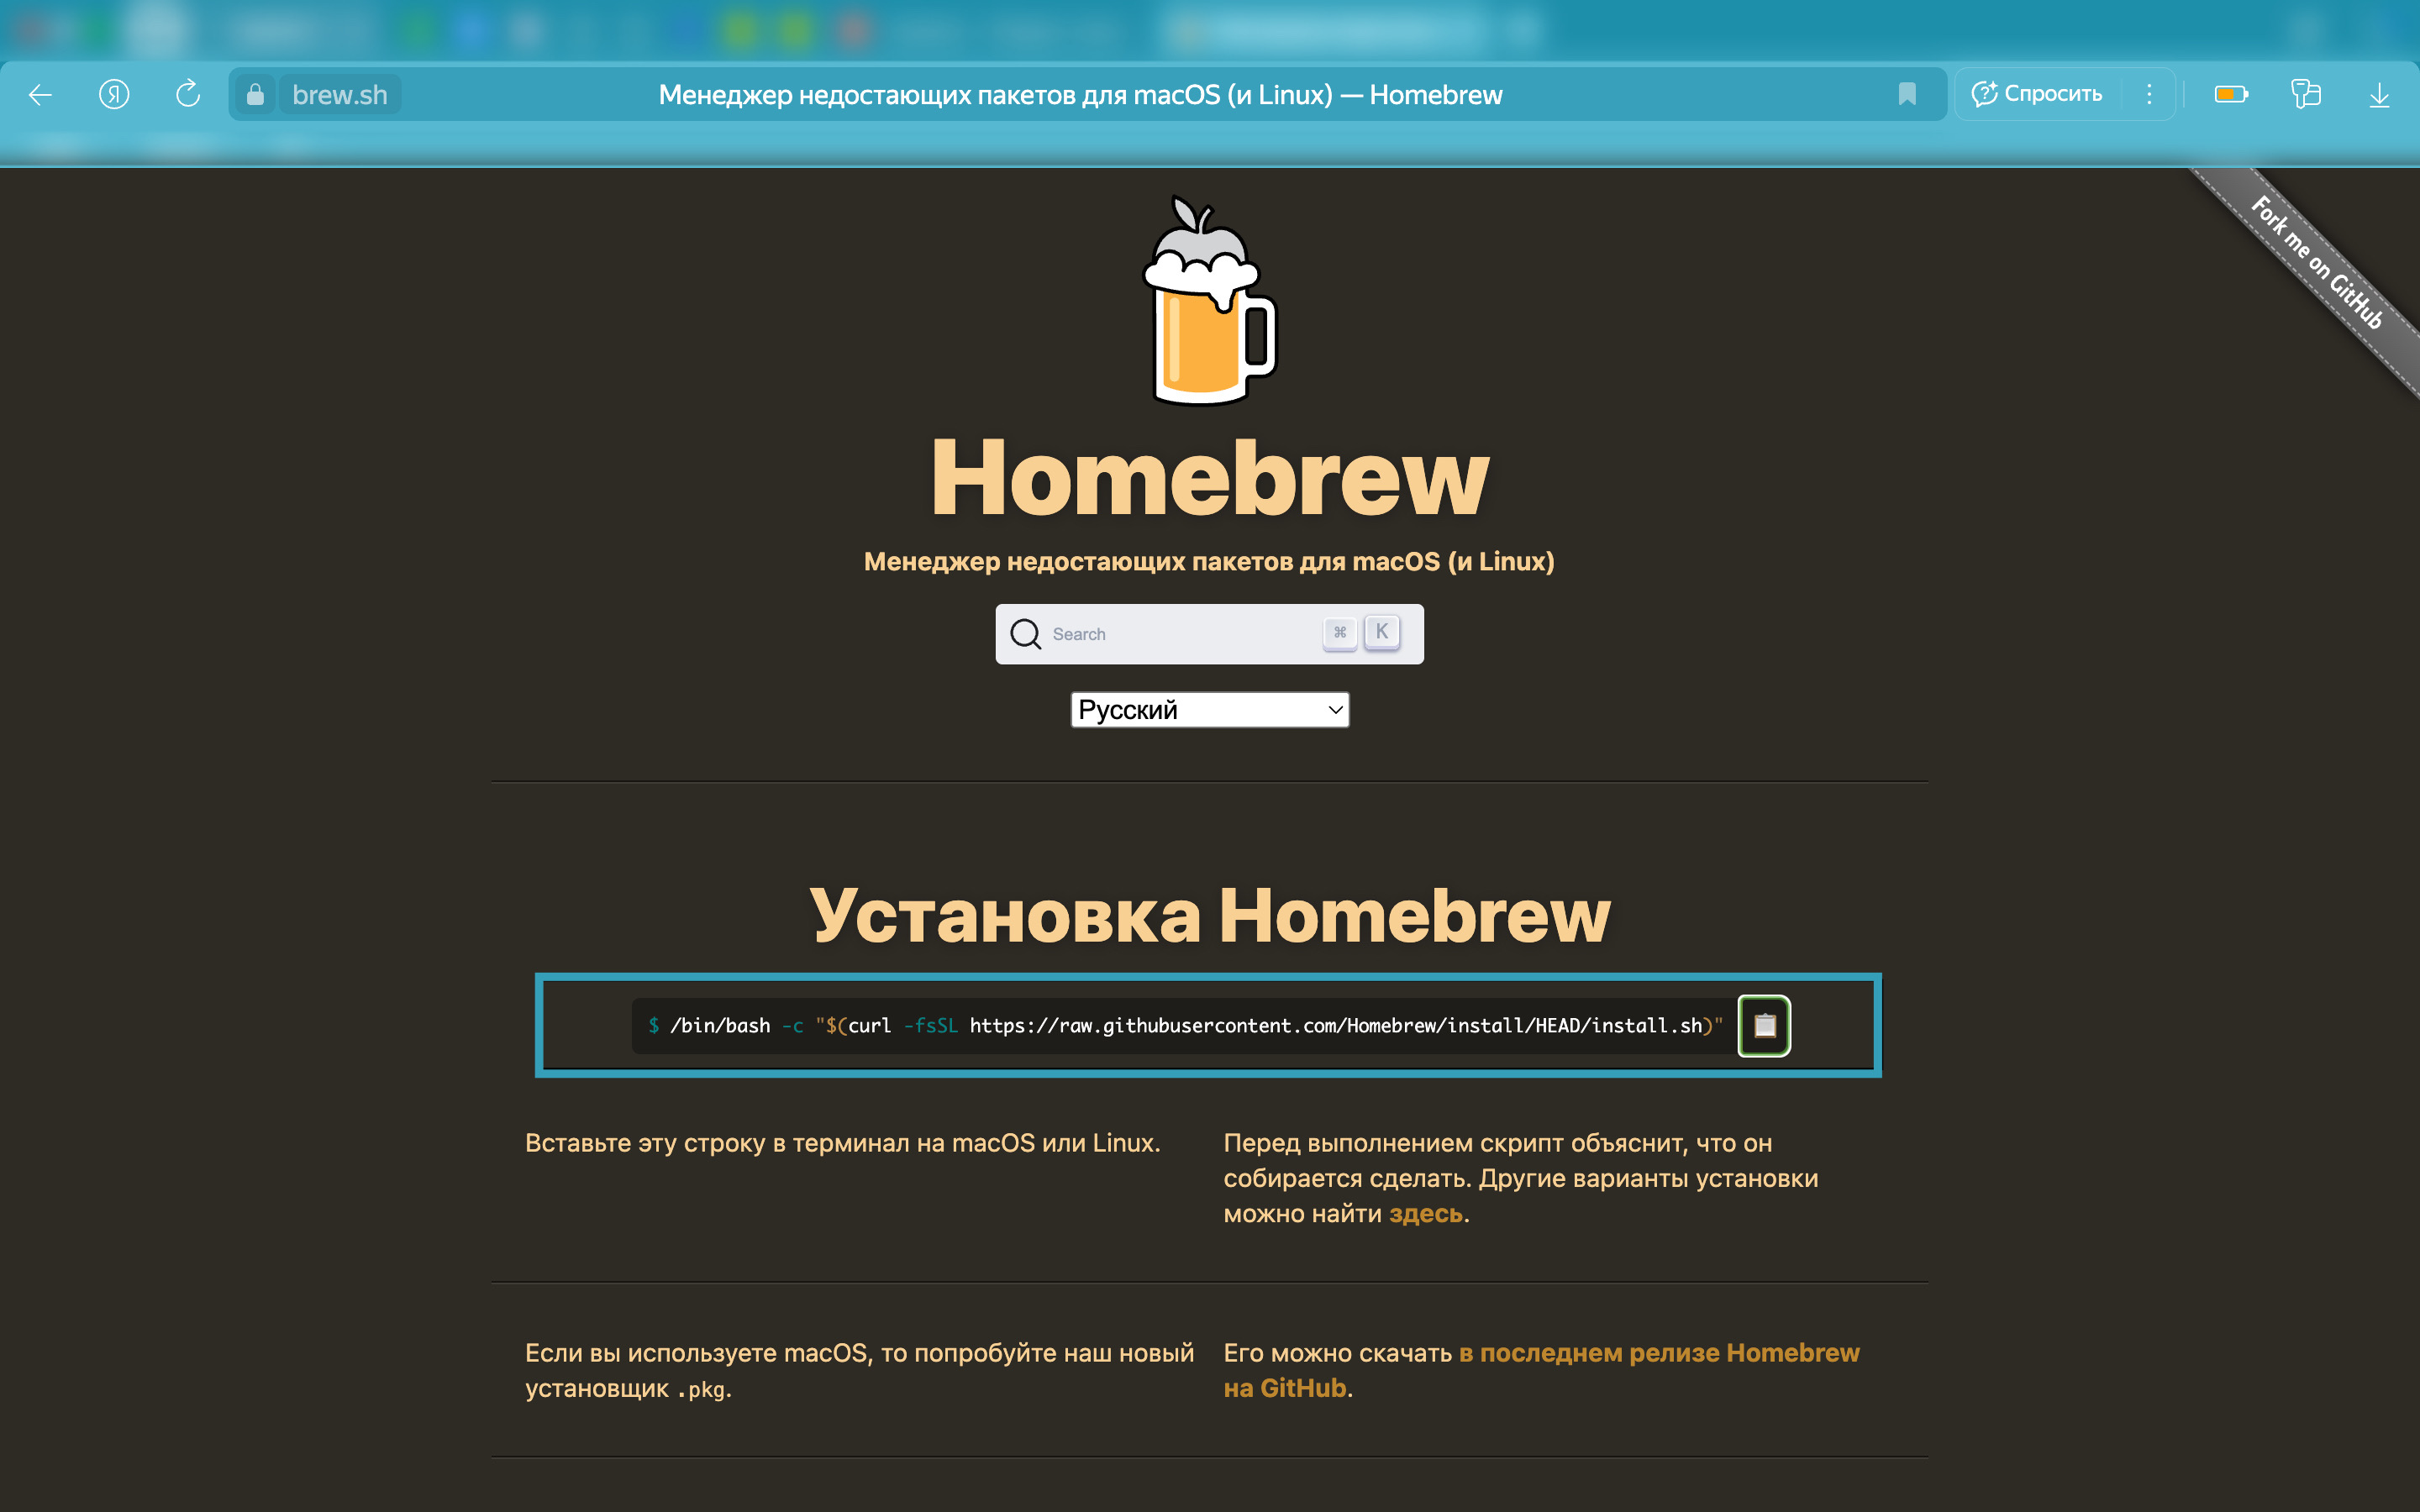 Я
brew.sh
Менеджер недостающих пакетов для macOS (и Linux) — Homebrew
Спросить
Fork me on GitHub
Homebrew
Менеджер недостающих пакетов для macOS (и Linux)
Search
⌘ K
Русский
Установка Homebrew
$ /bin/bash -c "$(curl -fsSL https://raw.githubusercontent.com/Homebrew/install/HEAD/install.sh)"
Вставьте эту строку в терминал на macOS или Linux.
Перед выполнением скрипт объяснит, что он
собирается сделать. Другие варианты установки
можно найти здесь.
Если вы используете macOS, то попробуйте наш новый
установщик .pkg.
Его можно скачать в последнем релизе Homebrew
на GitHub.